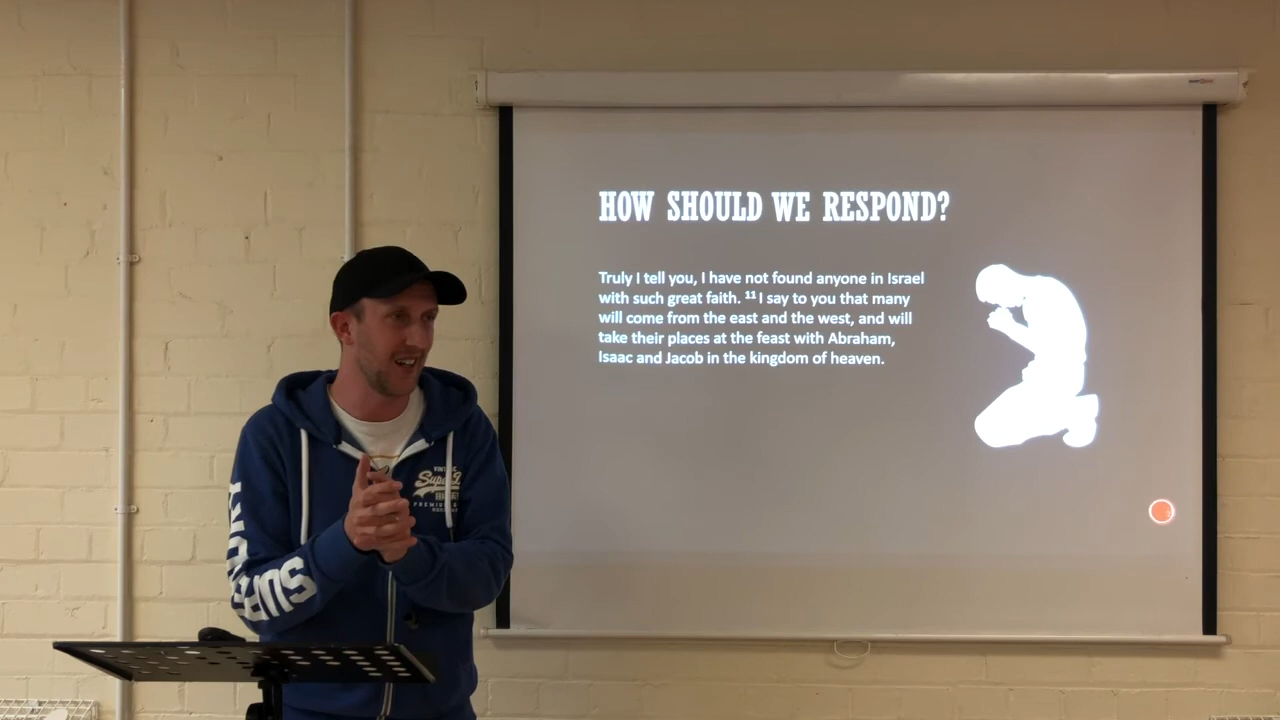 HOW SHOULD WE RESPOND?
Truly I tell you, I have not found anyone in Israel
with such great faith. ¹¹ I say to you that many
will come from the east and the west, and will
take their places at the feast with Abraham,
Isaac and Jacob in the kingdom of heaven.
VINTAGE